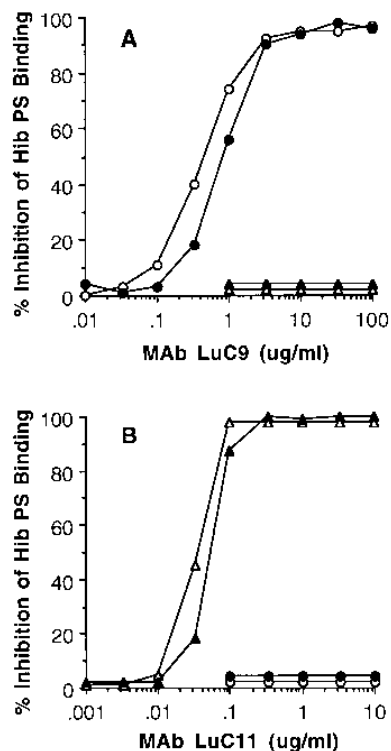 A
% Inhibition of Hib PS Binding
100
80
60
40
20
0
.01 .1 1 10 100
MAb LuC9 (ug/ml)
B
% Inhibition of Hib PS Binding
100
80
60
40
20
0
.001 .01 .1 1 10
MAb LuC11 (ug/ml)